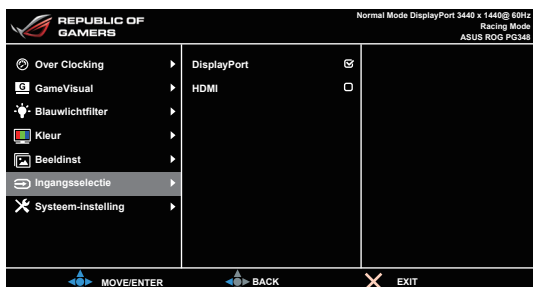 REPUBLIC OF
GAMERS
Normal Mode DisplayPort 3440 x 1440@ 60Hz
Racing Mode
ASUS ROG PG348
Over Clocking
G GameVisual
Blauwlichtfilter
Kleur
Beeldinst
Ingangsselectie
Systeem-instelling
DisplayPort
HDMI
MOVE/ENTER
BACK
EXIT